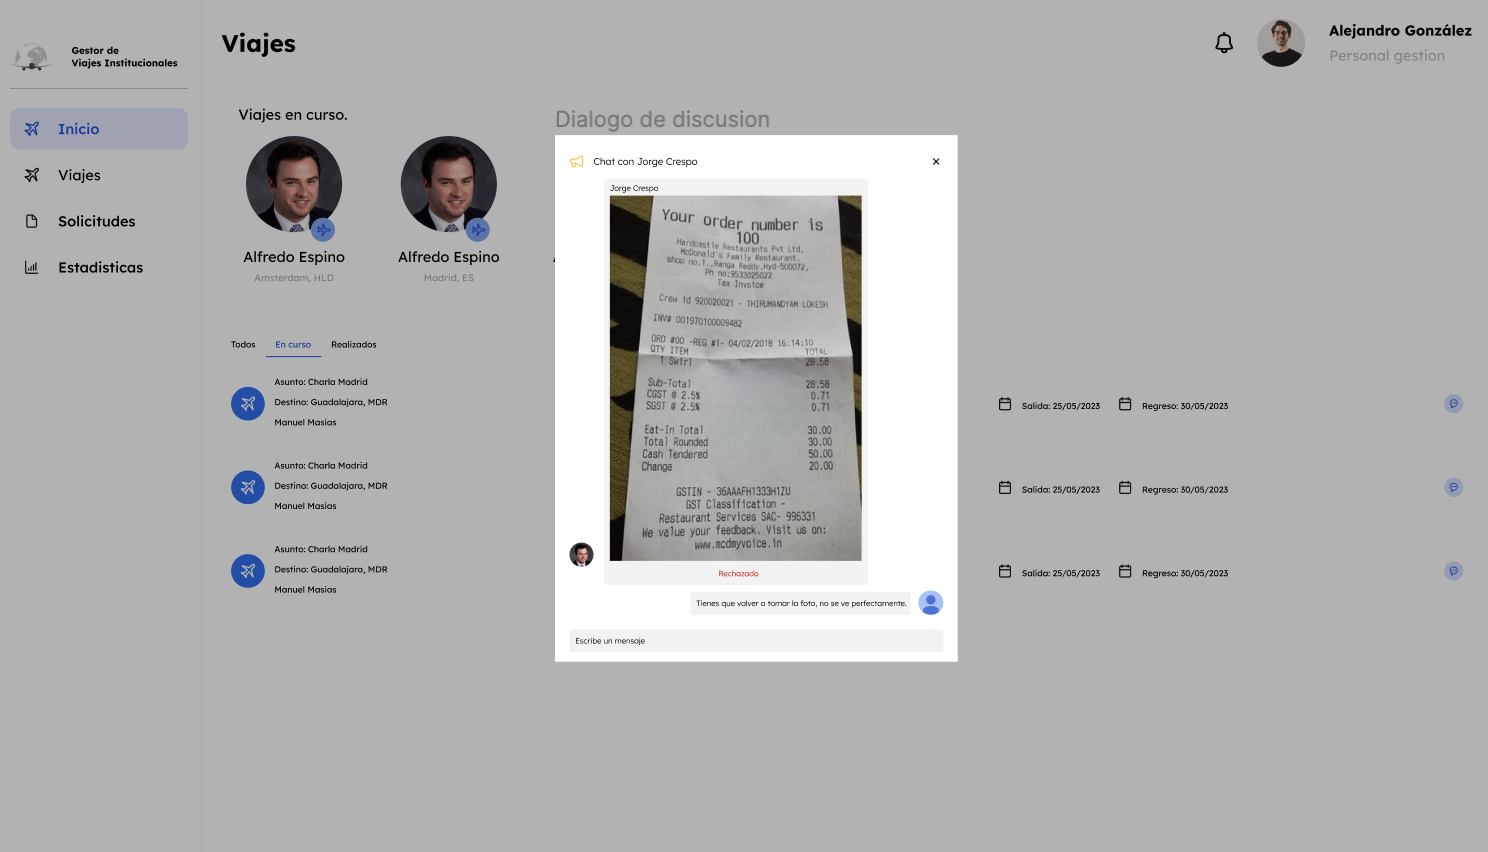 Gestor de
Viajes Institucionales
Inicio
Viajes
Solicitudes
Estadisticas
Viajes
Alejandro González
Personal gestion
Viajes en curso.
Alfredo Espino
Amsterdam, HLD
Alfredo Espino
Madrid, ES
Dialogo de discusion
Chat con Jorge Crespo
Jorge Crespo
Your order number is
100
Hardcastle Restaurants Pvt Ltd,
McDonald's Family Restaurant.
shop no.1.,Ranga Reddy,Hyd-500072,
Ph no:9533025022
Tax Invoice
Crew id 920020021 - THIRUMANDYAM LOKESH
INV# 001970100009482
ORD #00 -REG #1- 04/02/2018 16:14:10
QTY ITEM TOTAL
1 Swirl 28.58
Sub-Total 28.58
CGST @ 2.5% 0.71
SGST @ 2.5% 0.71
Eat-In Total 30.00
Total Rounded 30.00
Cash Tendered 50.00
Change 20.00
GSTIN - 36AAAFH1333H1ZU
GST Classification -
Restaurant Services SAC- 996331
We value your feedback. Visit us on:
www.mcdmyvoice.in
Rechazado
Tienes que volver a tomar la foto, no se ve perfectamente.
Escribe un mensaje
Todos En curso Realizados
Asunto: Charla Madrid
Destino: Guadalajara, MDR
Manuel Masias
Salida: 25/05/2023 Regreso: 30/05/2023
Asunto: Charla Madrid
Destino: Guadalajara, MDR
Manuel Masias
Salida: 25/05/2023 Regreso: 30/05/2023
Asunto: Charla Madrid
Destino: Guadalajara, MDR
Manuel Masias
Salida: 25/05/2023 Regreso: 30/05/2023